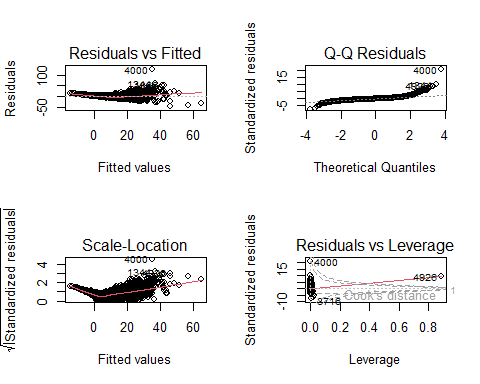 Residuals vs Fitted
Residuals
-50
100
4000
0
20
40
60
Fitted values
Q-Q Residuals
Standardized residuals
-5
15
4000
-4
-2
0
2
4
Theoretical Quantiles
Scale-Location
√|Standardized residuals|
0
2
4
4000
0
20
40
60
Fitted values
Residuals vs Leverage
Standardized residuals
-10
15
4000
4926
8716
Cook's distance
1
0.0
0.2
0.4
0.6
0.8
Leverage